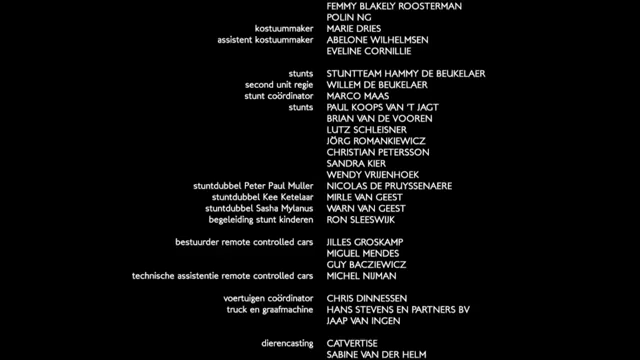 FEMMY BLAKELY ROOSTERMAN
POLIN NG
kostuummaker MARIE DRIES
assistent kostuummaker ABELONE WILHELMSEN
EVELINE CORNILLIE
stunts STUNTTEAM HAMMY DE BEUKELAER
second unit regie WILLEM DE BEUKELAER
stunt coördinator MARCO MAAS
stunts PAUL KOOPS VAN 'T JAGT
BRIAN VAN DE VOOREN
LUTZ SCHLEISNER
JÖRG ROMANKIEWICZ
CHRISTIAN PETERSSON
SANDRA KIER
WENDY VRIJENHOEK
stuntdubbel Peter Paul Muller NICOLAS DE PRUYSSENAERE
stuntdubbel Kee Ketelaar MIRLE VAN GEEST
stuntdubbel Sasha Mylanus WARN VAN GEEST
begeleiding stunt kinderen RON SLEESWIJK
bestuurder remote controlled cars JILLES GROSKAMP
MIGUEL MENDES
GUY BACZIEWICZ
technische assistentie remote controlled cars MICHEL NIJMAN
voertuigen coördinator CHRIS DINNESSEN
truck en graafmachine HANS STEVENS EN PARTNERS BV
JAAP VAN INGEN
dierencasting CATVERTISE
SABINE VAN DER HELM